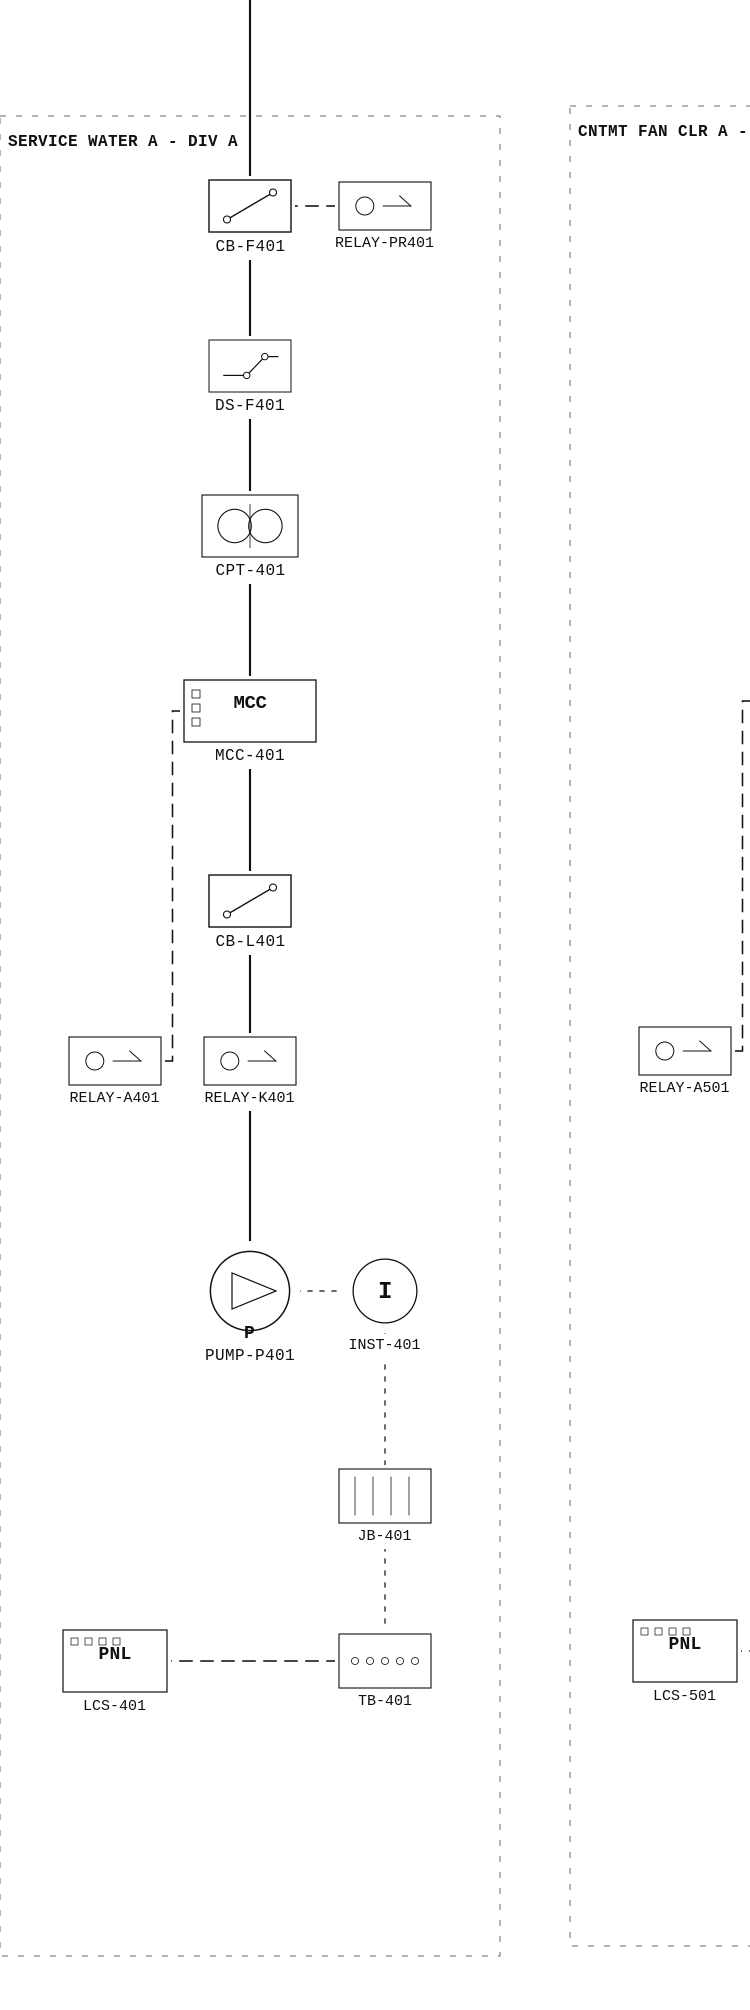 SERVICE WATER A - DIV A
CNTMT FAN CLR A -
CB-F401
RELAY-PR401
DS-F401
CPT-401
MCC
MCC-401
CB-L401
RELAY-A401
RELAY-K401
RELAY-A501
P
PUMP-P401
I
INST-401
JB-401
PNL
LCS-401
TB-401
PNL
LCS-501